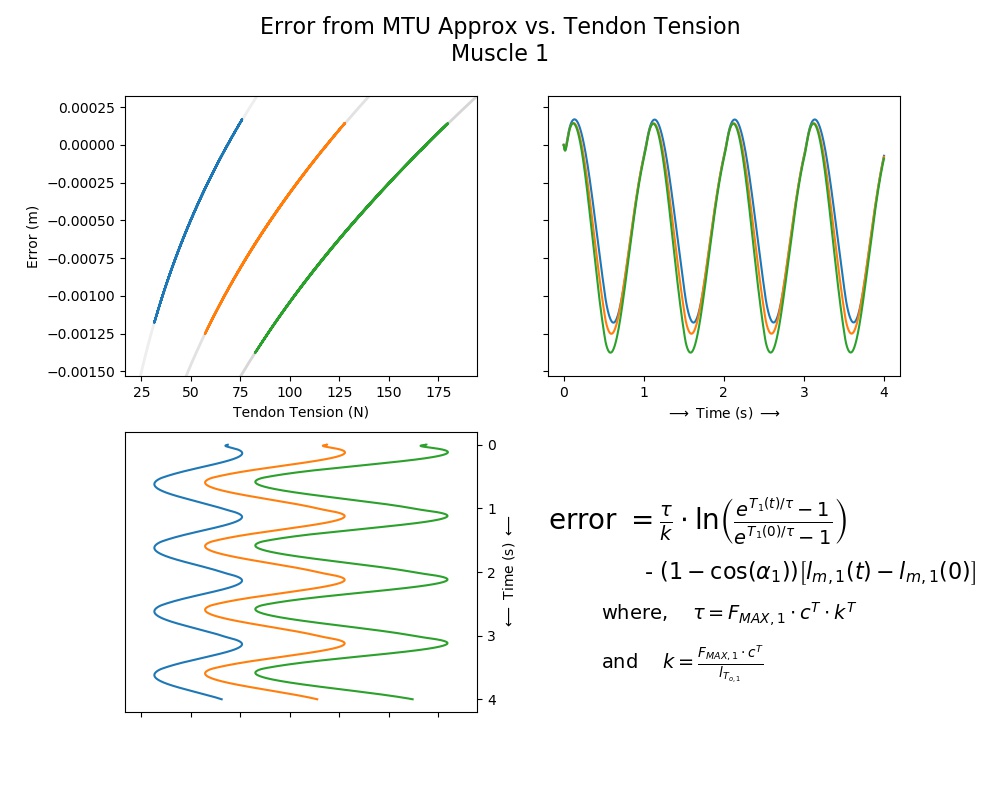 Error from MTU Approx vs. Tendon Tension
Muscle 1
0.00025
0.00000
−0.00025
−0.00050
−0.00075
−0.00100
−0.00125
−0.00150
Error (m)
25 50 75 100 125 150 175
Tendon Tension (N)
0 1 2 3 4
⟶ Time (s) ⟶
0
1
2
3
4
⟵ Time (s) ⟵
error = τ/k · ln((e^{T_1(t)/τ} − 1)/(e^{T_1(0)/τ} − 1))
- (1 − cos(α_1))[l_{m,1}(t) − l_{m,1}(0)]
where, τ = F_{MAX,1} · c^T · k^T
and k = (F_{MAX,1} · c^T)/l_{T_{o,1}}